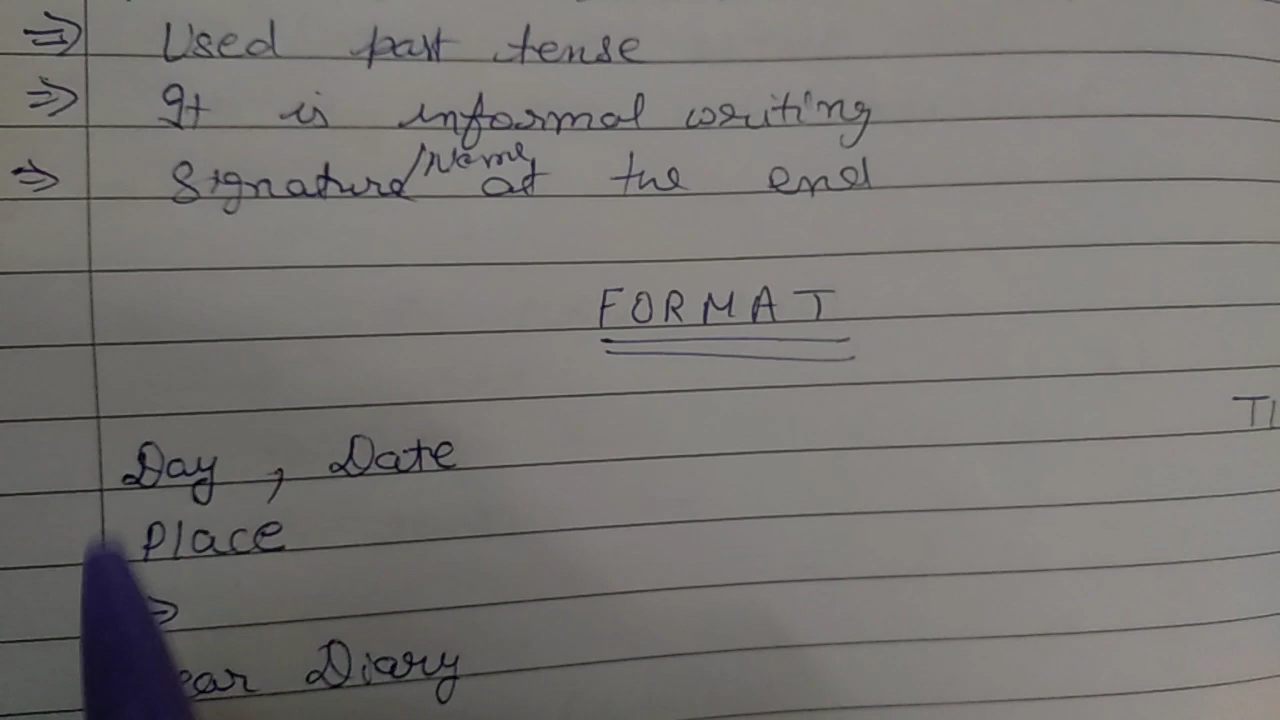 ⇒ Used past tense
⇒ It is informal writing
⇒ Signature/Name at the end
FORMAT
Day, Date
Place
⇒
Diary